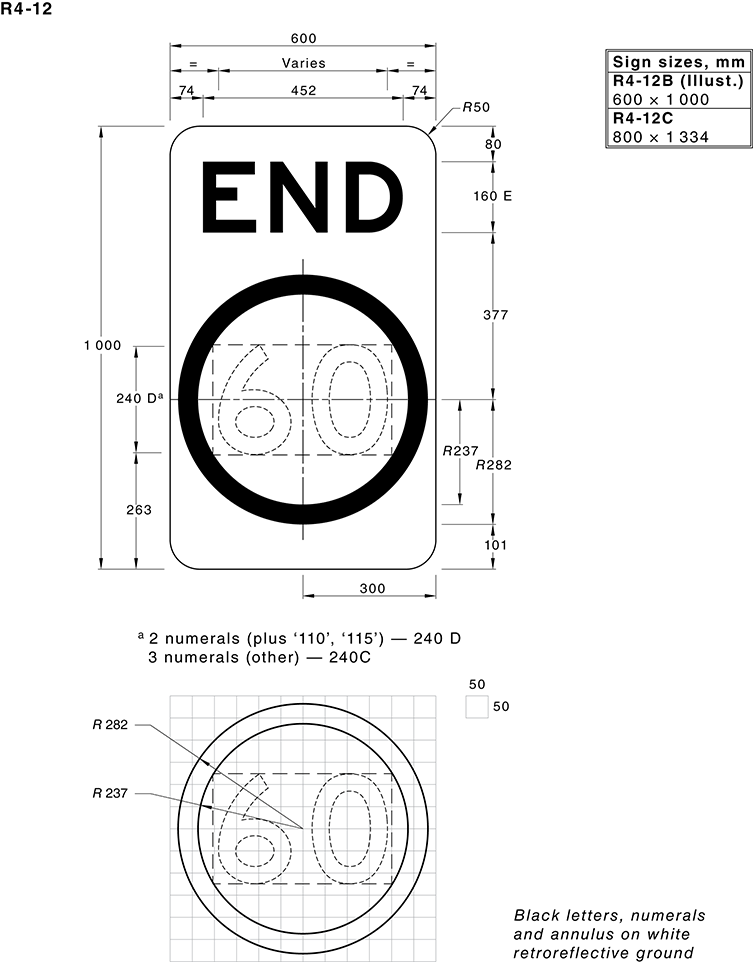 R4-12
600
= Varies =
74 452 74
R50
Sign sizes, mm
R4-12B (Illust.)
600 × 1 000
R4-12C
800 × 1 334
80
END
160 E
377
1 000
60
240 Dᵃ
R237
R282
263
101
300
ᵃ 2 numerals (plus ‘110’, ‘115’) — 240 D
3 numerals (other) — 240C
50
50
R 282
R 237
60
Black letters, numerals
and annulus on white
retroreflective ground